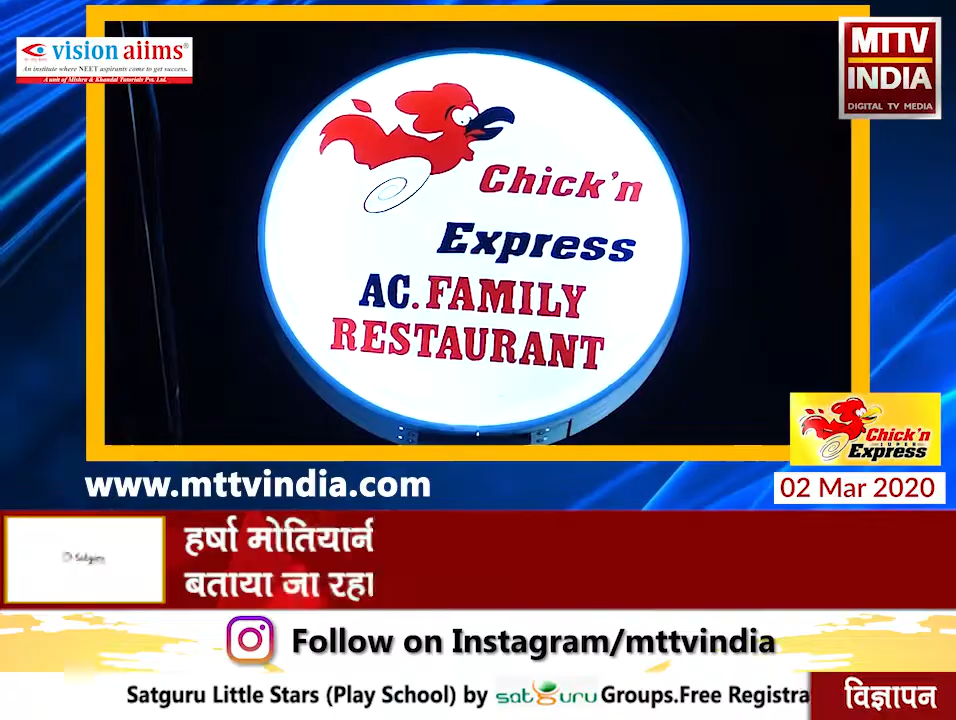 vision aiims®
An institute where NEET aspirants come to get success.
A unit of Mishra & Khandal Tutorials Pvt. Ltd.
MTTV
INDIA
DIGITAL TV MEDIA
Chick'n
Express
AC. FAMILY
RESTAURANT
Chick'n
SUPER
Express
www.mttvindia.com
02 Mar 2020
Satguru
हर्षा मोतियानी
बताया जा रहा
Follow on Instagram/mttvindia
Satguru Little Stars (Play School) by satguru Groups.Free Registra
विज्ञापन